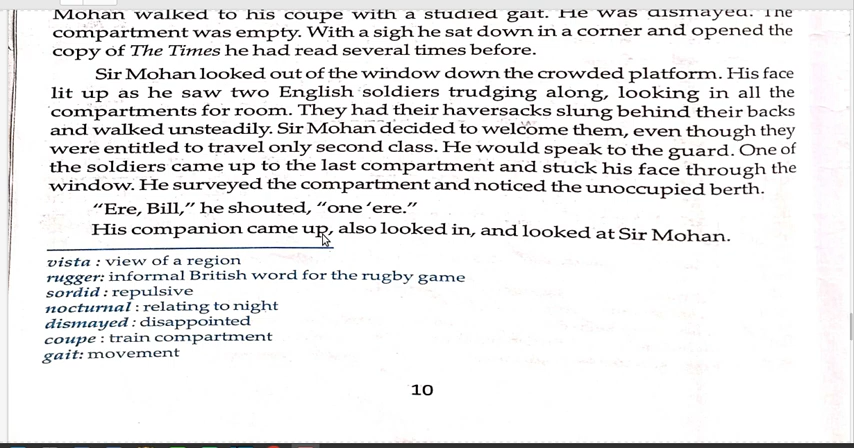 Mohan walked to his coupe with a studied gait. He was dismayed. The
compartment was empty. With a sigh he sat down in a corner and opened the
copy of The Times he had read several times before.
Sir Mohan looked out of the window down the crowded platform. His face
lit up as he saw two English soldiers trudging along, looking in all the
compartments for room. They had their haversacks slung behind their backs
and walked unsteadily. Sir Mohan decided to welcome them, even though they
were entitled to travel only second class. He would speak to the guard. One of
the soldiers came up to the last compartment and stuck his face through the
window. He surveyed the compartment and noticed the unoccupied berth.
“Ere, Bill,” he shouted, “one ‘ere.”
His companion came up, also looked in, and looked at Sir Mohan.
vista : view of a region
rugger: informal British word for the rugby game
sordid : repulsive
nocturnal : relating to night
dismayed : disappointed
coupe : train compartment
gait: movement
10